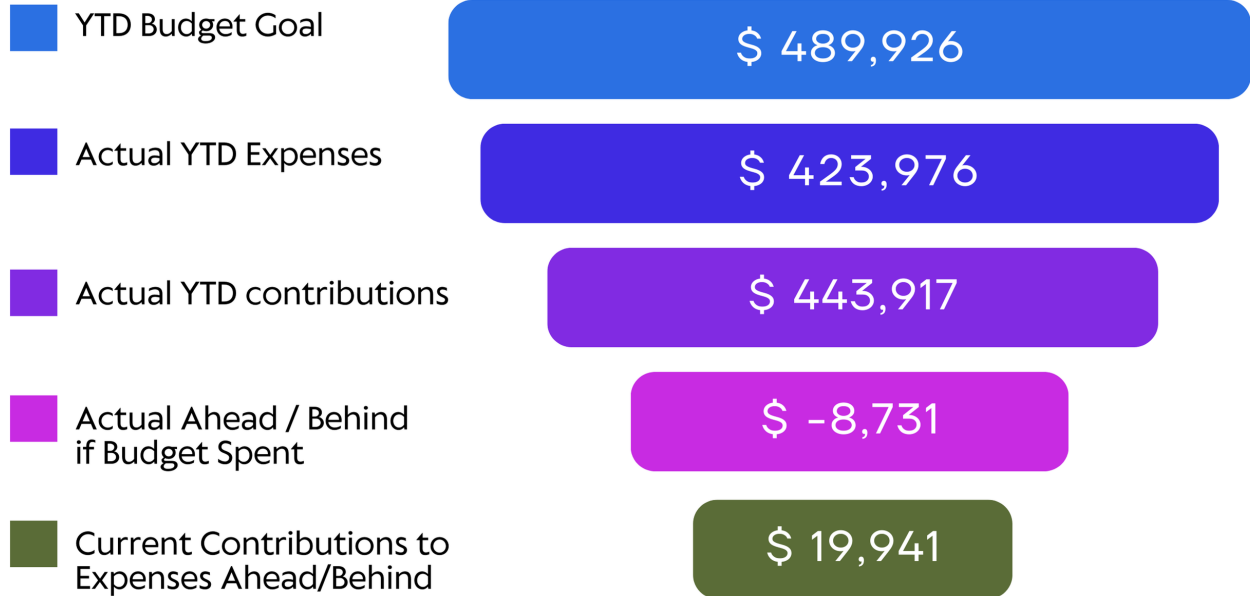 YTD Budget Goal
$ 489,926
Actual YTD Expenses
$ 423,976
Actual YTD contributions
$ 443,917
Actual Ahead / Behind
if Budget Spent
$ -8,731
Current Contributions to
Expenses Ahead/Behind
$ 19,941